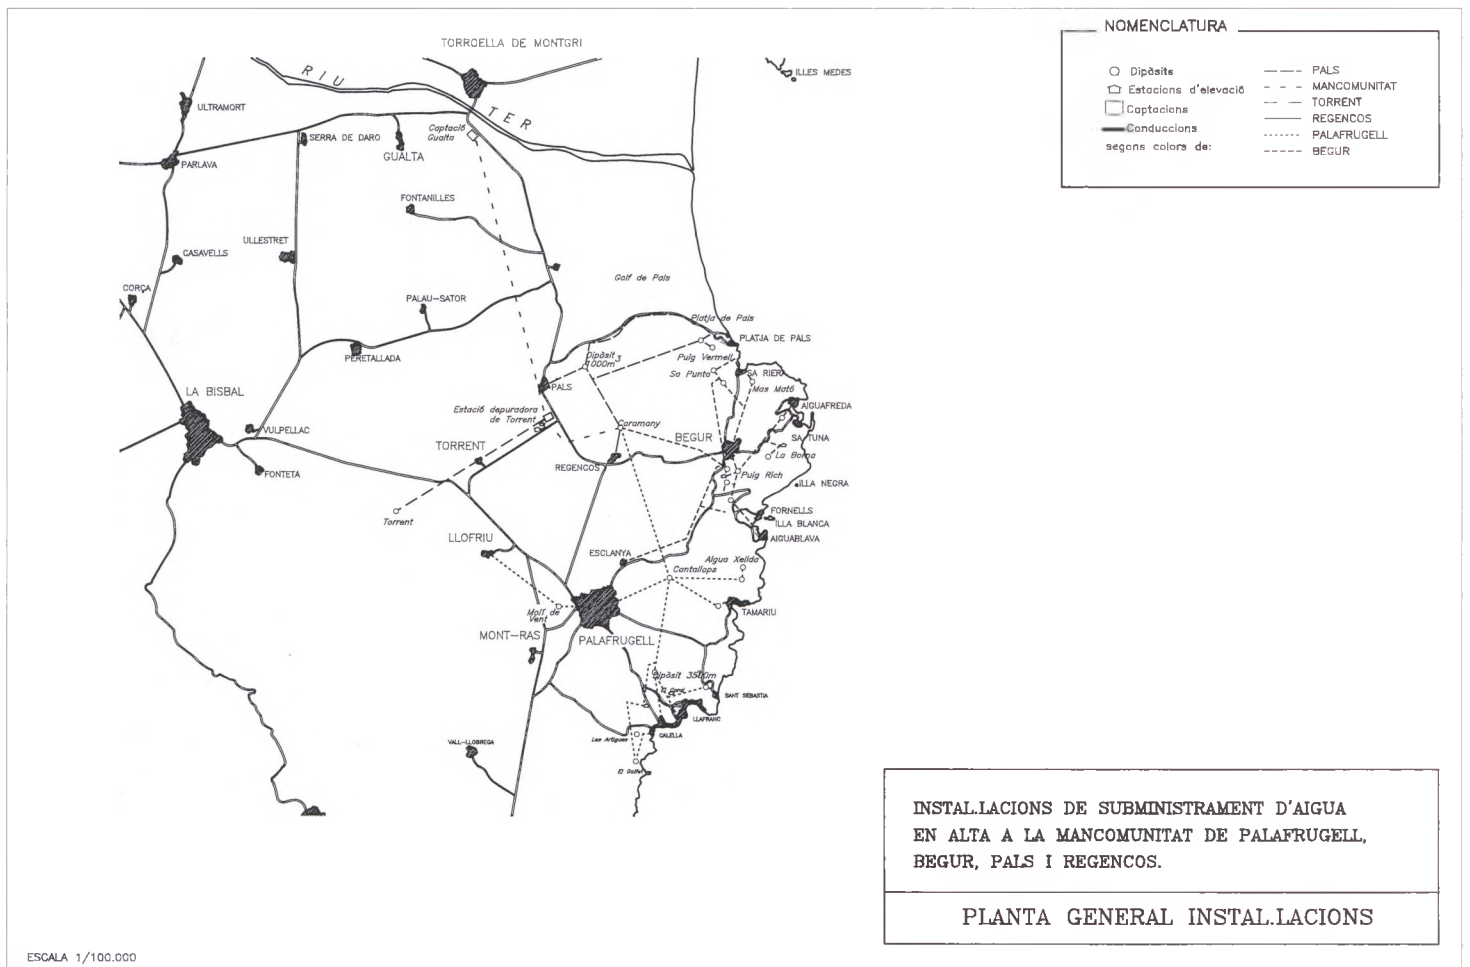 NOMENCLATURA
Dipòsits
Estacions d'elevació
Captacions
Conduccions
segons colors de:
PALS
MANCOMUNITAT
TORRENT
REGENCOS
PALAFRUGELL
BEGUR
TORROELLA DE MONTGRI
RIU
TER
ILLES MEDES
ULTRAMORT
SERRA DE DARO
Captació
Gualta
GUALTA
PARLAVA
FONTANILLES
ULLESTRET
CASAVELLS
Golf de Pals
CORÇA
PALAU-SATOR
Platja de Pals
PLATJA DE PALS
PERETALLADA
Dipòsit
1000m3
Puig Vermell
Sa Punta
SA RIERA
PALS
Mas Mató
LA BISBAL
AIGUAFREDA
Estació depuradora
de Torrent
Caramany
VULPELLAC
BEGUR
SA TUNA
TORRENT
La Borna
REGENCOS
FONTETA
Puig Rich
ILLA NEGRA
Torrent
FORNELLS
ILLA BLANCA
LLOFRIU
AIGUABLAVA
ESCLANYA
Aigua Xelida
Cantallops
Molí de
Vent
TAMARIU
MONT-RAS
PALAFRUGELL
Dipòsit 3500m
SANT SEBASTIA
LLAFRANC
CALELLA
Les Artigues
VALL-LLOBREGA
El Golfet
INSTAL.LACIONS DE SUBMINISTRAMENT D'AIGUA
EN ALTA A LA MANCOMUNITAT DE PALAFRUGELL,
BEGUR, PALS I REGENCOS.
PLANTA GENERAL INSTAL.LACIONS
ESCALA 1/100.000